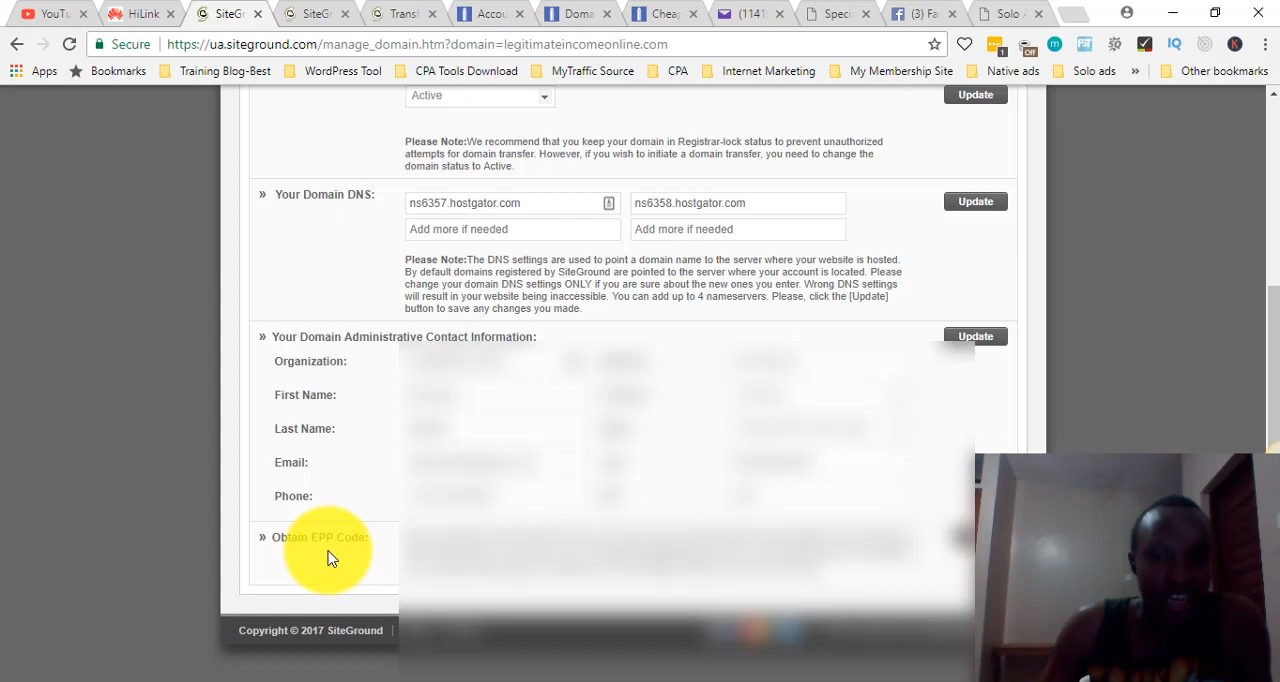 YouTu
HiLink
SiteG
SiteG
Transf
Accou
Doma
Cheap
(1141
Speci
(3) Fa
Solo A
Secure
https://ua.siteground.com/manage_domain.htm?domain=legitimateincomeonline.com
1
Off
m
FST
IQ
K
Apps
Bookmarks
Training Blog-Best
WordPress Tool
CPA Tools Download
MyTraffic Source
CPA
Internet Marketing
My Membership Site
Native ads
Solo ads
»
Other bookmarks
Active
Update
Please Note:We recommend that you keep your domain in Registrar-lock status to prevent unauthorized
attempts for domain transfer. However, if you wish to initiate a domain transfer, you need to change the
domain status to Active.
» Your Domain DNS:
ns6357.hostgator.com
ns6358.hostgator.com
Update
Add more if needed
Add more if needed
Please Note:The DNS settings are used to point a domain name to the server where your website is hosted.
By default domains registered by SiteGround are pointed to the server where your account is located. Please
change your domain DNS settings ONLY if you are sure about the new ones you enter. Wrong DNS settings
will result in your website being inaccessible. You can add up to 4 nameservers. Please, click the [Update]
button to save any changes you made.
» Your Domain Administrative Contact Information:
Update
Organization:
First Name:
Last Name:
Email:
Phone:
» Obtain EPP Code:
Copyright © 2017 SiteGround